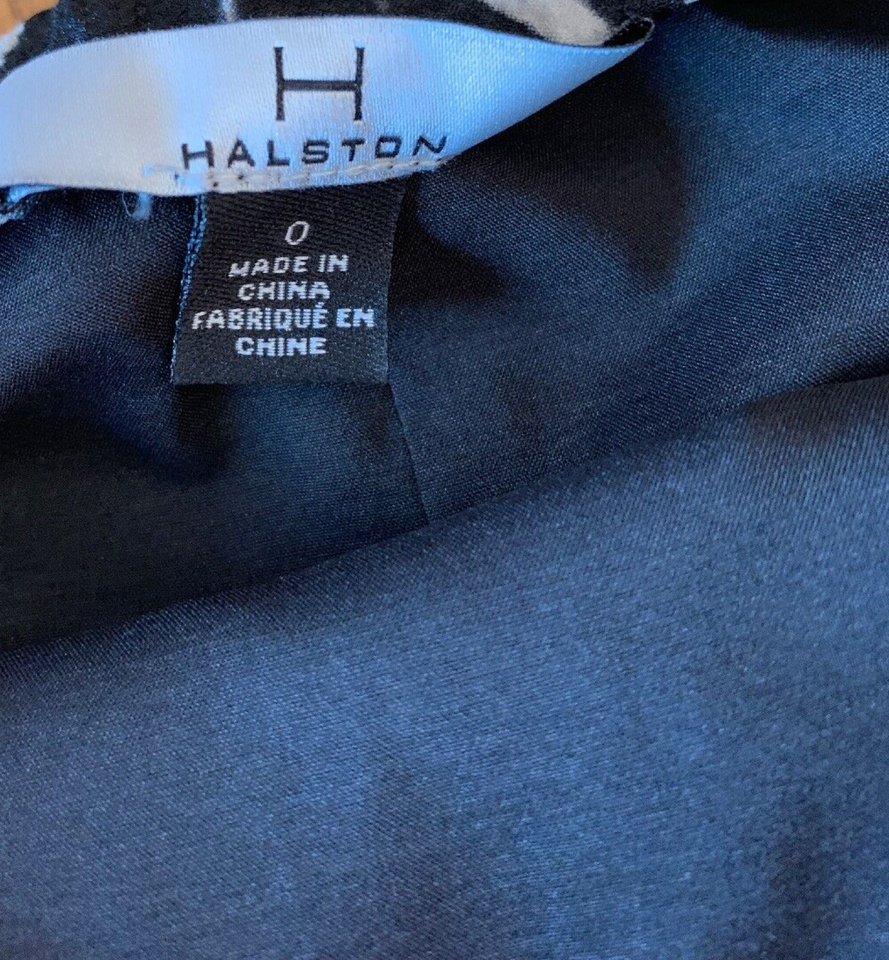 H
HALSTON
0
MADE IN
CHINA
FABRIQUÉ EN
CHINE